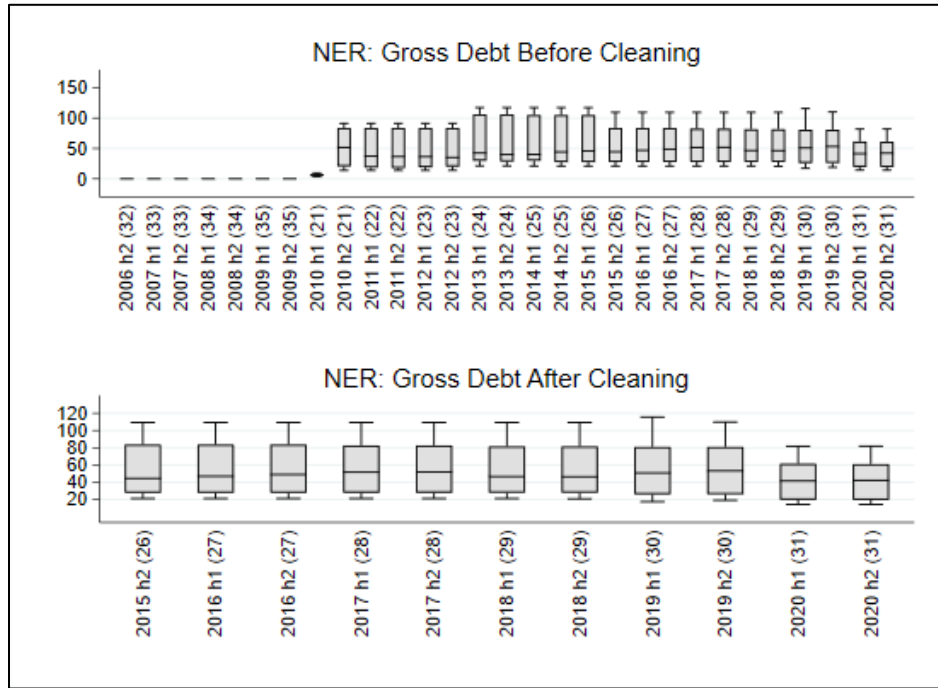 NER: Gross Debt Before Cleaning
150
100
50
0
2006 h2 (32)
2007 h1 (33)
2007 h2 (33)
2008 h1 (34)
2008 h2 (34)
2009 h1 (35)
2009 h2 (35)
2010 h1 (21)
2010 h2 (21)
2011 h1 (22)
2011 h2 (22)
2012 h1 (23)
2012 h2 (23)
2013 h1 (24)
2013 h2 (24)
2014 h1 (25)
2014 h2 (25)
2015 h1 (26)
2015 h2 (26)
2016 h1 (27)
2016 h2 (27)
2017 h1 (28)
2017 h2 (28)
2018 h1 (29)
2018 h2 (29)
2019 h1 (30)
2019 h2 (30)
2020 h1 (31)
2020 h2 (31)
NER: Gross Debt After Cleaning
120
100
80
60
40
20
2015 h2 (26)
2016 h1 (27)
2016 h2 (27)
2017 h1 (28)
2017 h2 (28)
2018 h1 (29)
2018 h2 (29)
2019 h1 (30)
2019 h2 (30)
2020 h1 (31)
2020 h2 (31)